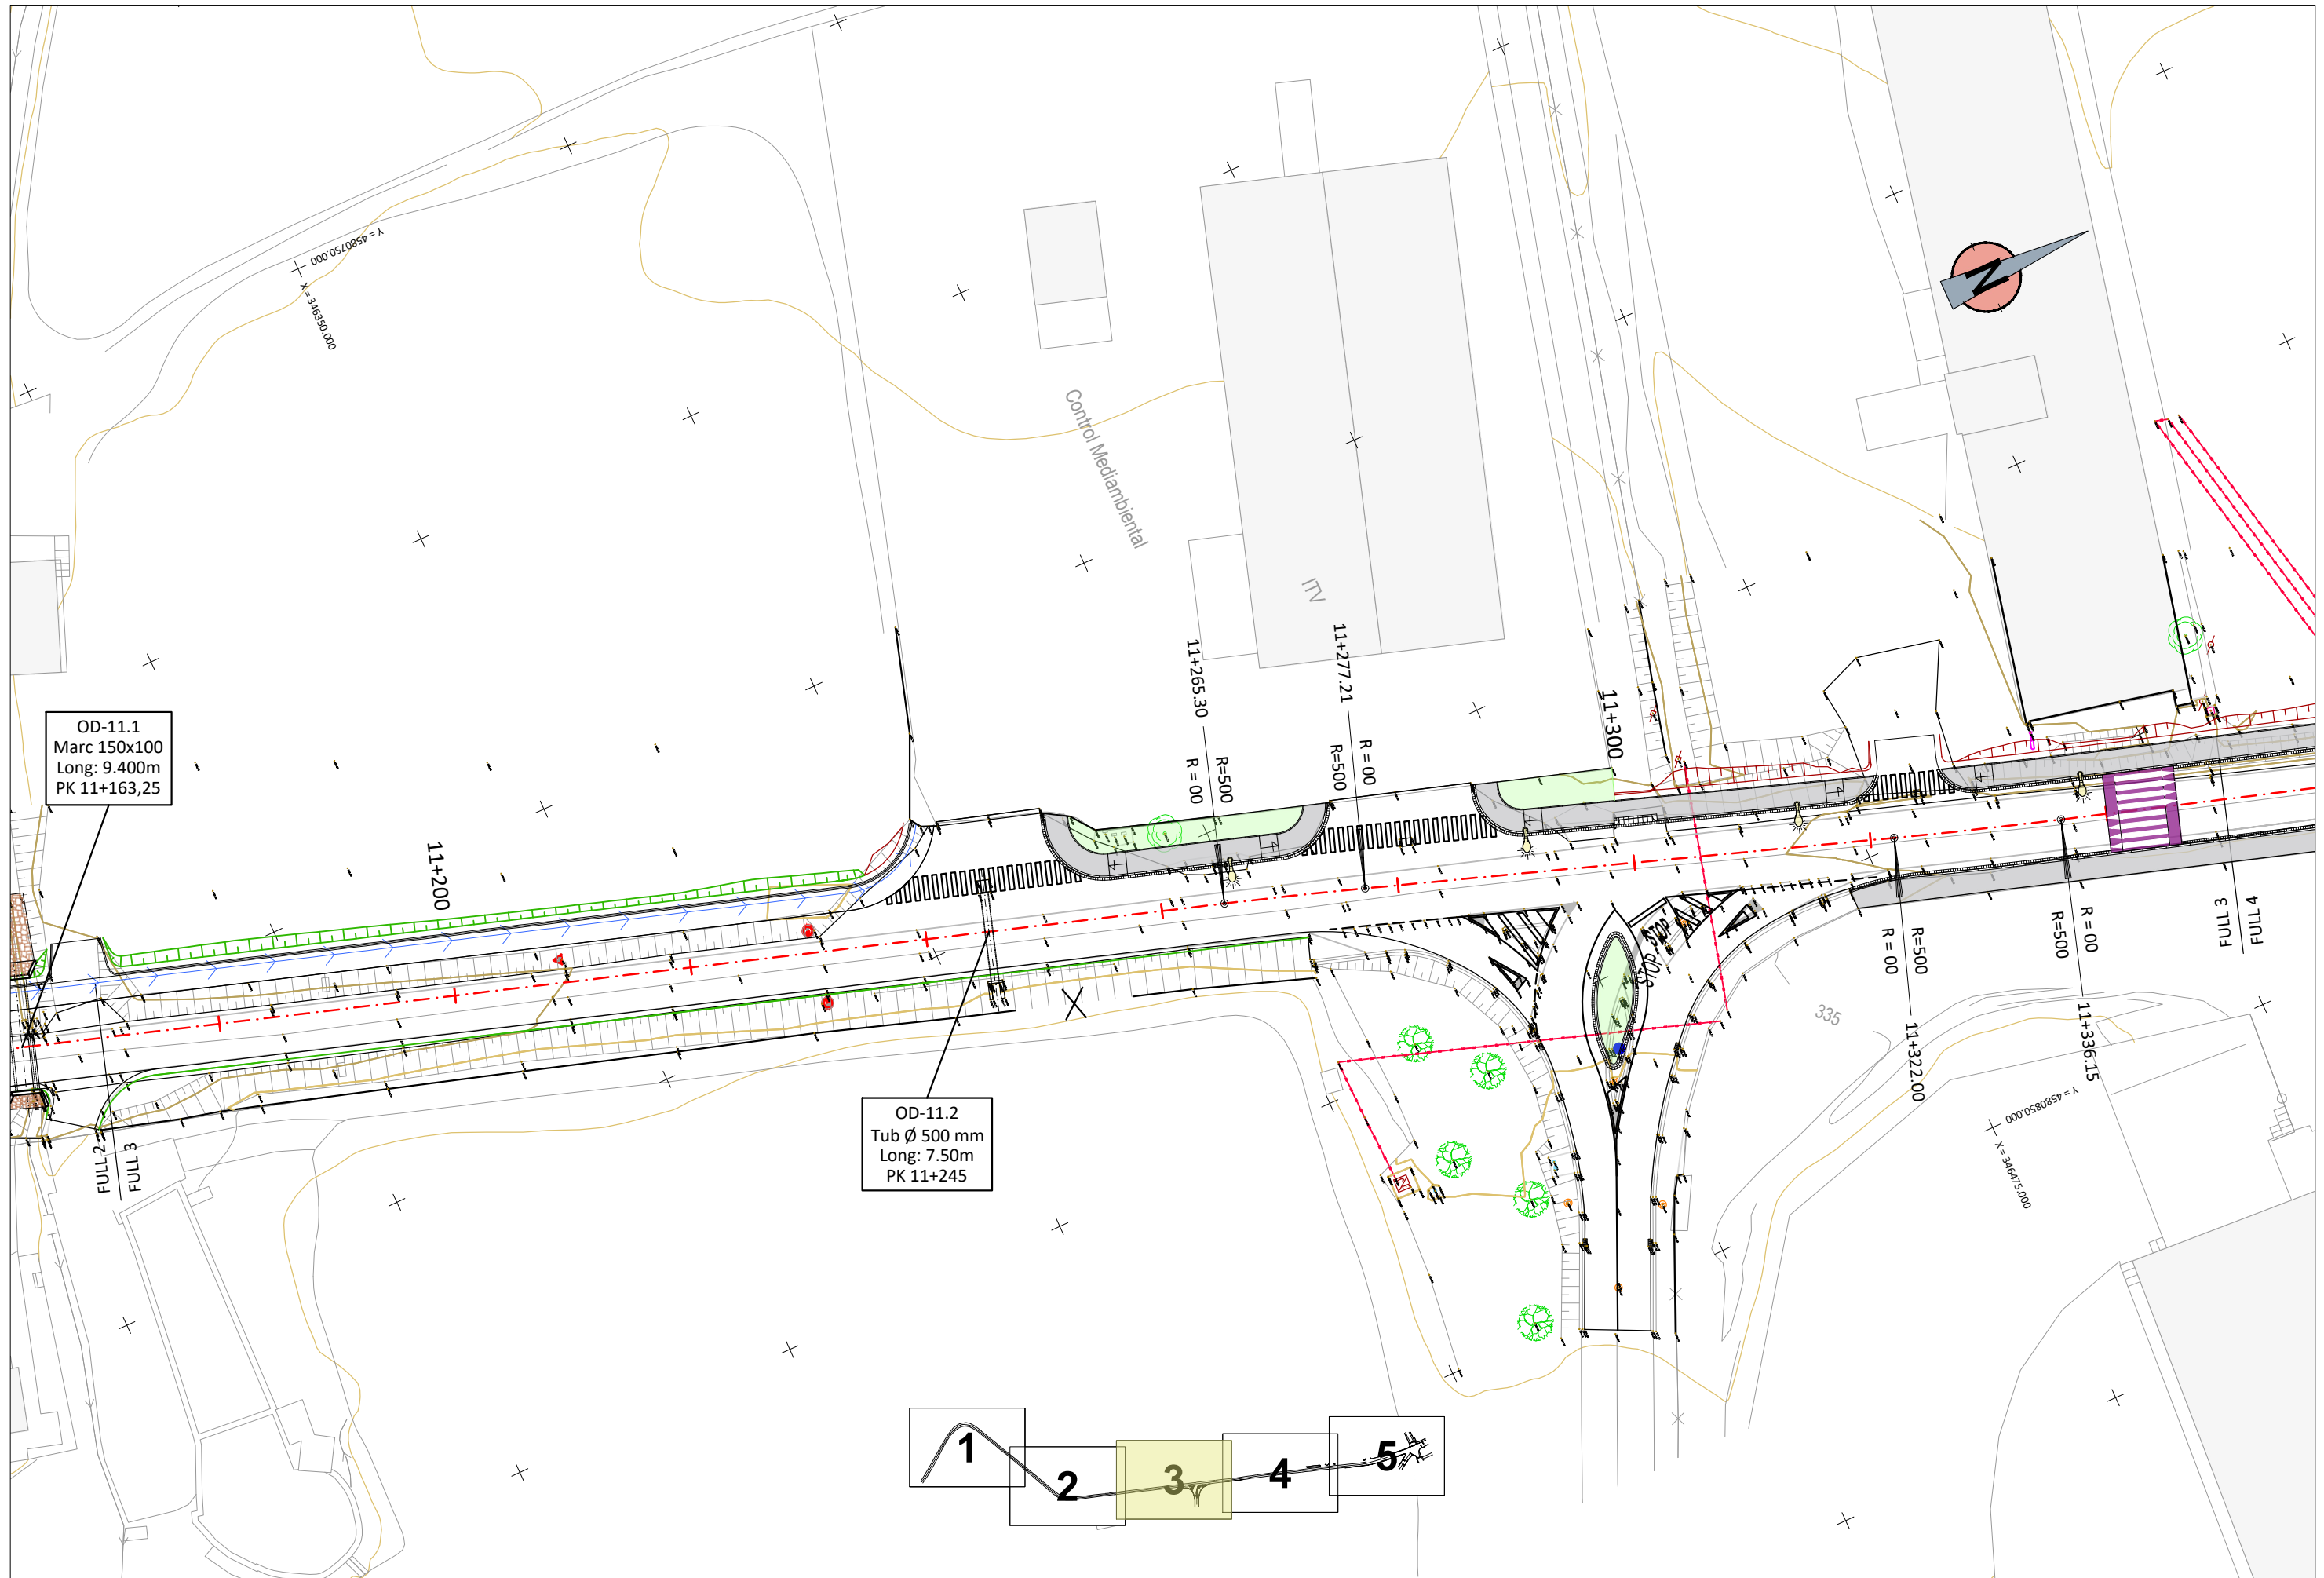 Y = 4580750.000
X = 346350.000
N
Control Mediambiental
ITV
OD-11.1
Marc 150x100
Long: 9.400m
PK 11+163,25
11+200
11+265.30
R = 00
R=500
11+277.21
R=500
R = 00
11+300
FULL 2
FULL 3
OD-11.2
Tub Ø 500 mm
Long: 7.50m
PK 11+245
STOP
STOP
335
R = 00
R=500
11+322.00
R=500
R = 00
11+336.15
FULL 3
FULL 4
Y = 4580850.000
X = 346475.000
1
2
3
4
5